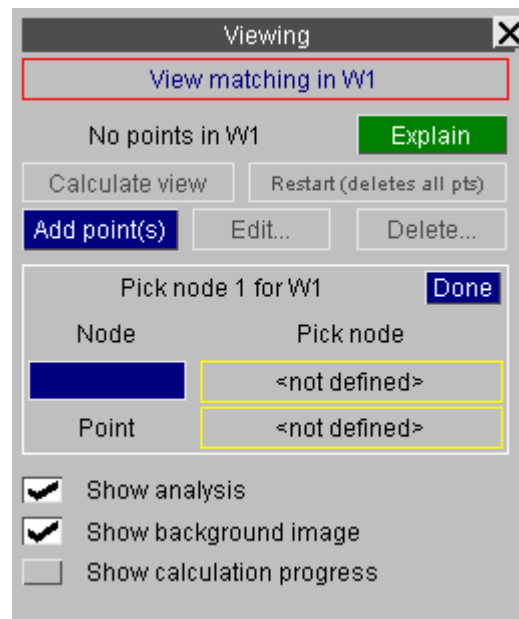 Viewing
View matching in W1
No points in W1 Explain
Calculate view Restart (deletes all pts)
Add point(s) Edit... Delete...
Pick node 1 for W1 Done
Node Pick node
<not defined>
Point <not defined>
Show analysis
Show background image
Show calculation progress